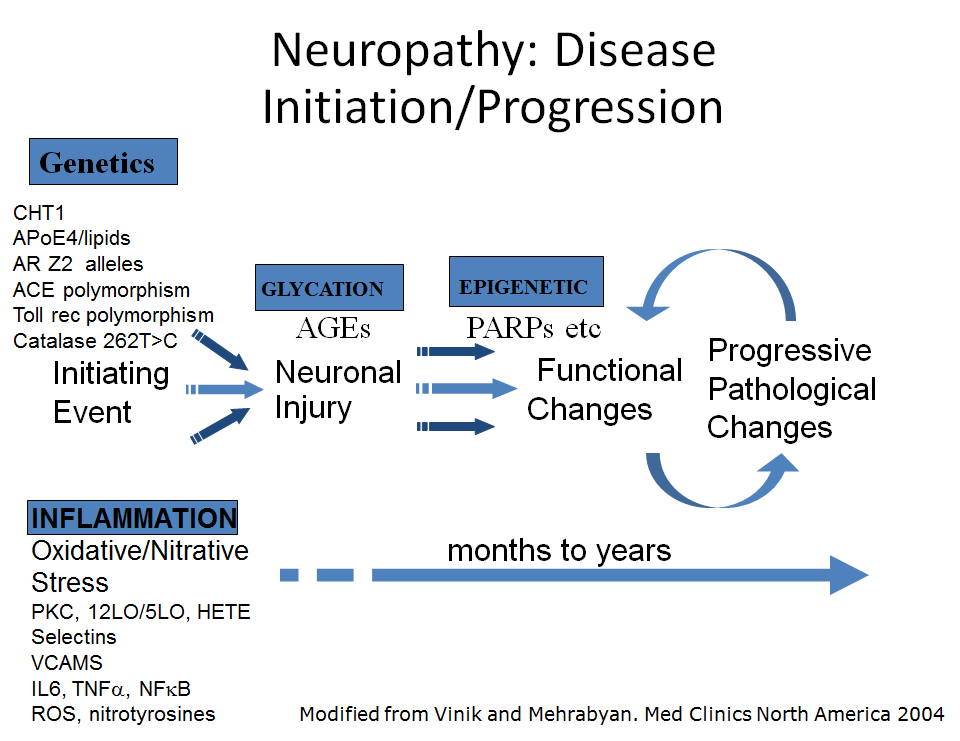 Neuropathy: Disease
Initiation/Progression
Genetics
CHT1
APoE4/lipids
AR Z2 alleles
ACE polymorphism
Toll rec polymorphism
Catalase 262T>C
Initiating
Event
GLYCATION
AGEs
Neuronal
Injury
EPIGENETIC
PARPs etc
Functional
Changes
Progressive
Pathological
Changes
INFLAMMATION
Oxidative/Nitrative
Stress
PKC, 12LO/5LO, HETE
Selectins
VCAMS
IL6, TNFα, NFκB
ROS, nitrotyrosines
months to years
Modified from Vinik and Mehrabyan. Med Clinics North America 2004